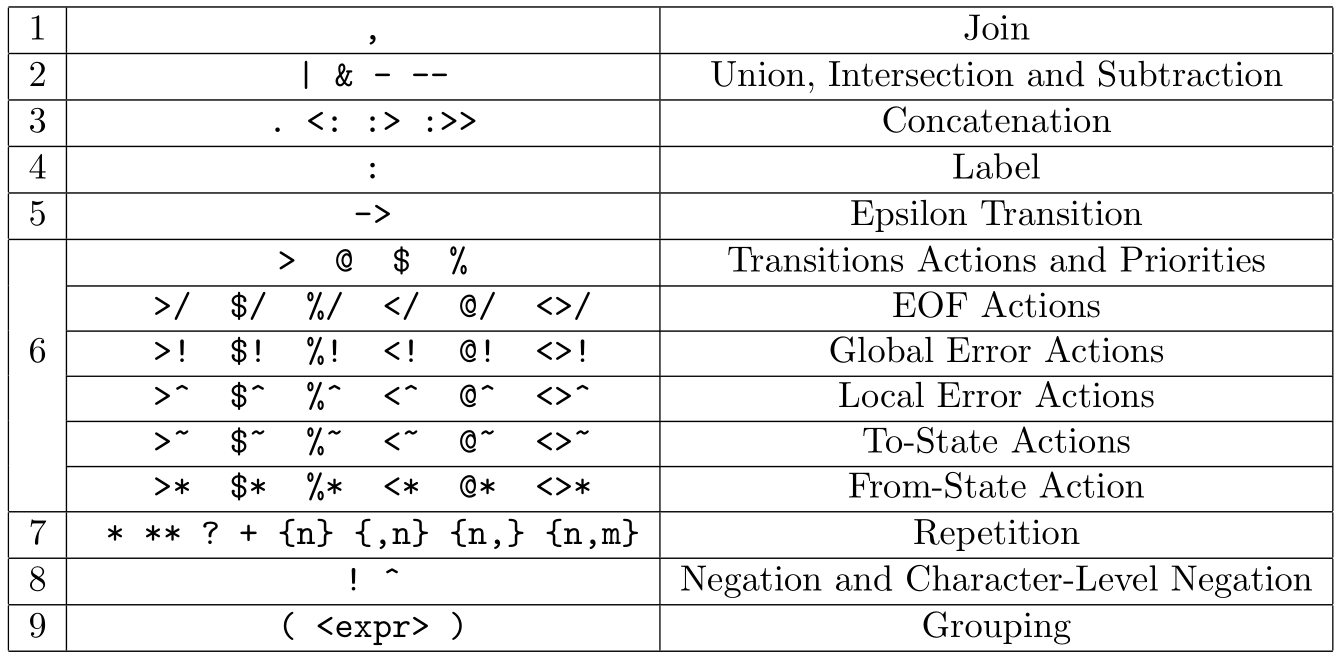 1 , Join
2 | & - -- Union, Intersection and Subtraction
3 . <: :> :>> Concatenation
4 : Label
5 -> Epsilon Transition
> @ $ % Transitions Actions and Priorities
>/ $/ %/ </ @/ <>/ EOF Actions
6 >! $! %! <! @! <>! Global Error Actions
>^ $^ %^ <^ @^ <>^ Local Error Actions
>~ $~ %~ <~ @~ <>~ To-State Actions
>* $* %* <* @* <>* From-State Action
7 * ** ? + {n} {,n} {n,} {n,m} Repetition
8 ! ^ Negation and Character-Level Negation
9 ( <expr> ) Grouping